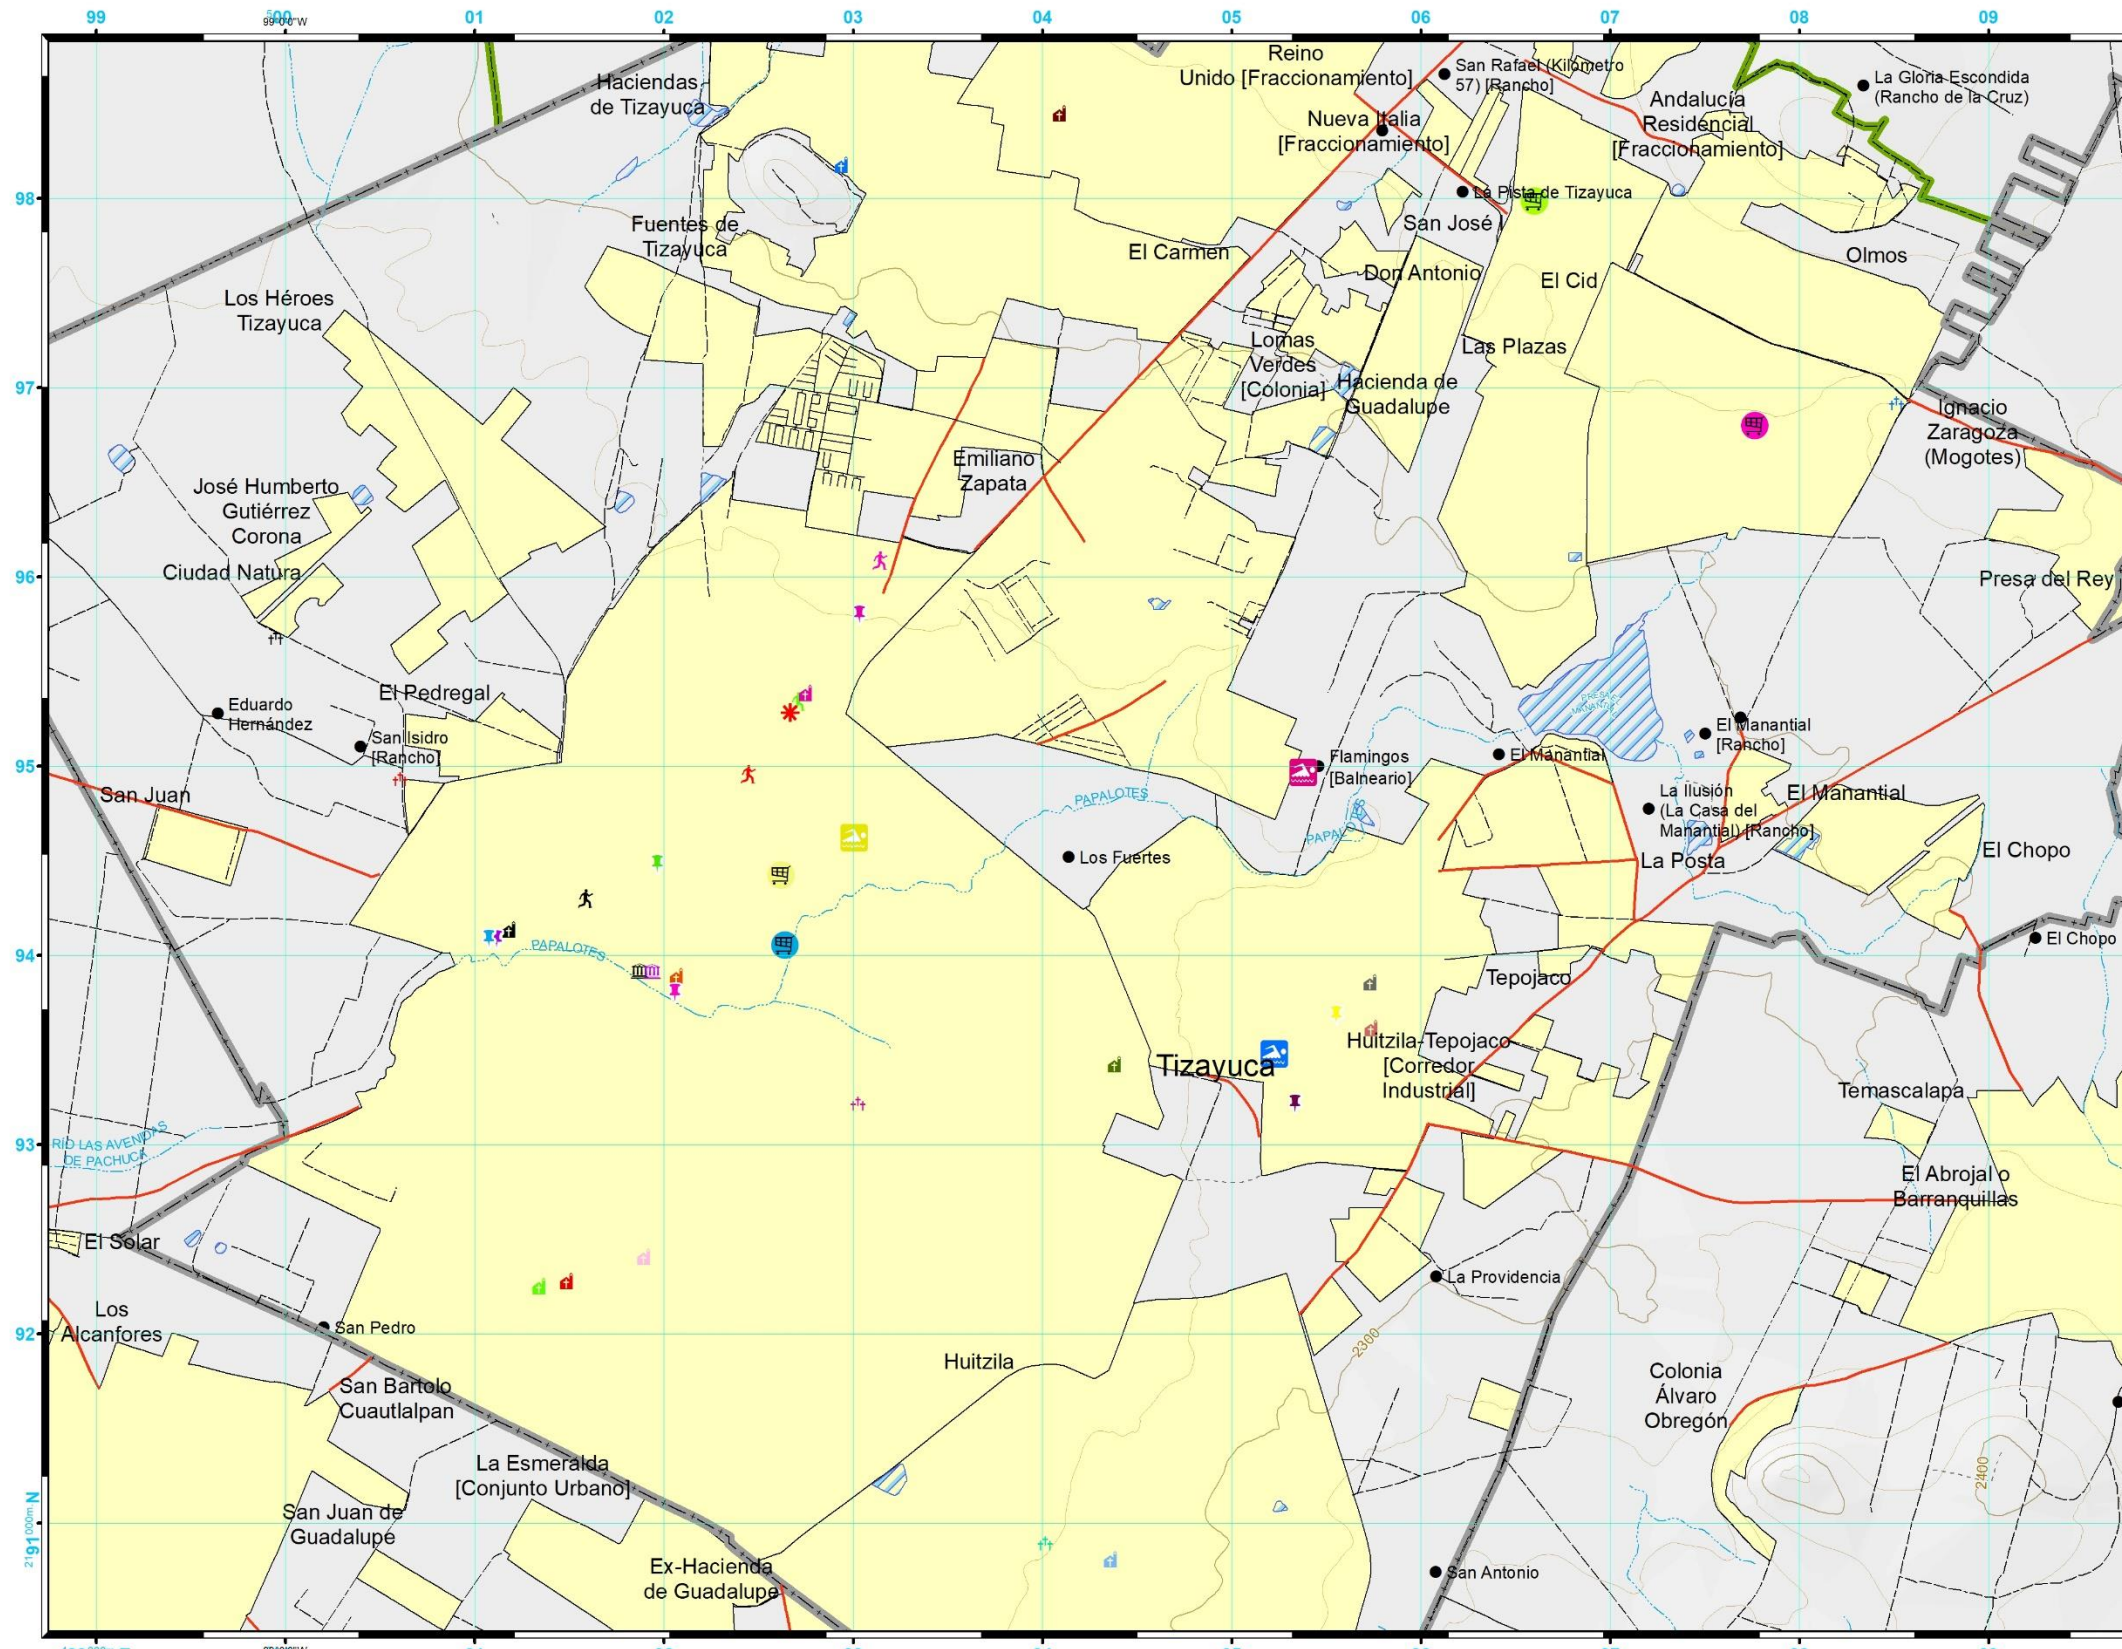 99
500
99°0'0"W
01
02
03
04
05
06
07
08
09
Haciendas
de Tizayuca
Reino
Unido [Fraccionamiento]
San Rafael (Kilómetro
57) [Rancho]
La Gloria Escondida
(Rancho de la Cruz)
Nueva Italia
[Fraccionamiento]
Andalucía
Residencial
[Fraccionamiento]
98
La Pista de Tizayuca
San José I
Fuentes de
Tizayuca
El Carmen
Olmos
Don Antonio
El Cid
Los Héroes
Tizayuca
Lomas
Verdes
[Colonia]
Las Plazas
97
Hacienda de
Guadalupe
Ignacio
Zaragoza
(Mogotes)
Emiliano
Zapata
José Humberto
Gutiérrez
Corona
96
Ciudad Natura
Presa del Rey
El Pedregal
PRESA EL
MANANTIAL
Eduardo
Hernández
San Isidro
[Rancho]
El Manantial
[Rancho]
95
Flamingos
[Balneario]
El Manantial
San Juan
PAPALOTES
El Manantial
La Ilusión
(La Casa del
Manantial) [Rancho]
PAPALOTES
Los Fuertes
La Posta
El Chopo
94
PAPALOTES
El Chopo
Tepojaco
Huitzila-Tepojaco
[Corredor
Industrial]
Tizayuca
Temascalapa
93
RÍO LAS AVENIDAS
DE PACHUCA
El Abrojal o
Barranquillas
El Solar
La Providencia
Los
Alcanfores
92
San Pedro
2300
Huitzila
San Bartolo
Cuautlalpan
Colonia
Álvaro
Obregón
La Esmeralda
[Conjunto Urbano]
2400
San Juan de
Guadalupe
2191000m.N
Ex-Hacienda
de Guadalupe
San Antonio